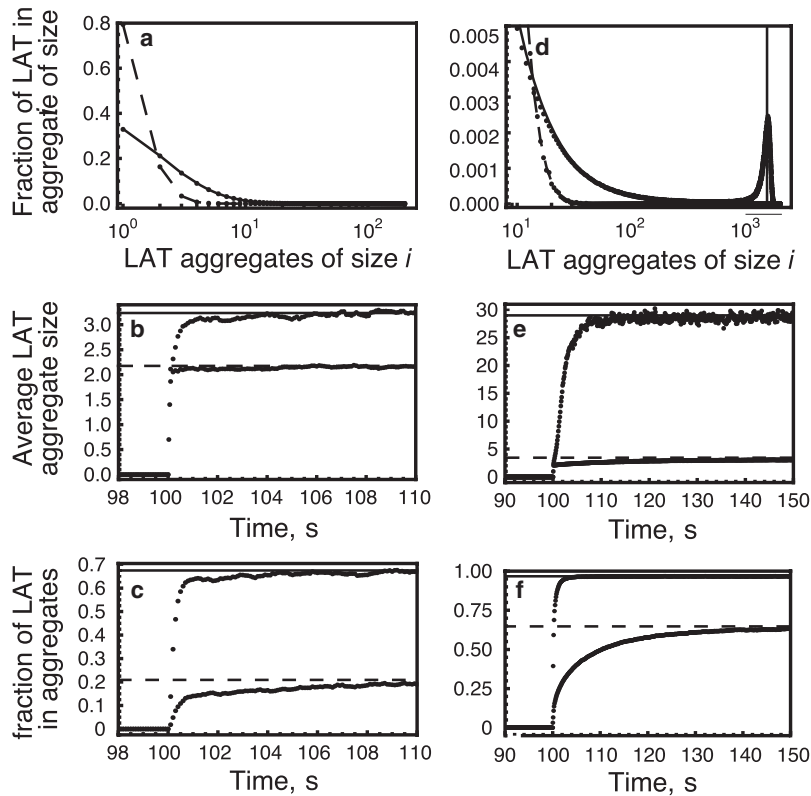 Fraction of LAT in
aggregate of size
0.8
0.6
0.4
0.2
0.0
a
10^0
10^1
10^2
LAT aggregates of size i
0.005
0.004
0.003
0.002
0.001
0.000
d
10^1
10^2
10^3
LAT aggregates of size i
Average LAT
aggregate size
3.0
2.5
2.0
1.5
1.0
0.5
0.0
b
98 100 102 104 106 108 110
Time, s
30
25
20
15
10
5
0
e
90 100 110 120 130 140 150
Time, s
fraction of LAT
in aggregates
0.7
0.6
0.5
0.4
0.3
0.2
0.1
0
c
98 100 102 104 106 108 110
Time, s
1.00
0.75
0.50
0.25
0
f
90 100 110 120 130 140 150
Time, s